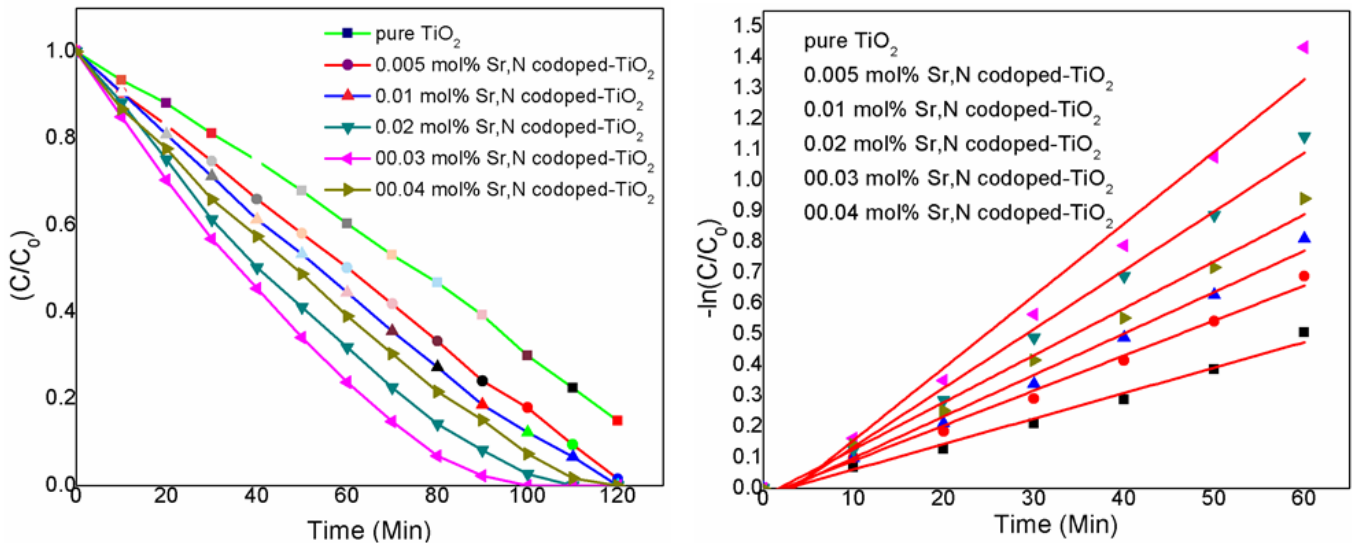 1.0
0.8
0.6
0.4
0.2
0.0
(C/C₀)
0 20 40 60 80 100 120
Time (Min)
pure TiO₂
0.005 mol% Sr,N codoped-TiO₂
0.01 mol% Sr,N codoped-TiO₂
0.02 mol% Sr,N codoped-TiO₂
00.03 mol% Sr,N codoped-TiO₂
00.04 mol% Sr,N codoped-TiO₂
1.5
1.4
1.3
1.2
1.1
1.0
0.9
0.8
0.7
0.6
0.5
0.4
0.3
0.2
0.1
0.0
-ln(C/C₀)
0 10 20 30 40 50 60
Time (Min)
pure TiO₂
0.005 mol% Sr,N codoped-TiO₂
0.01 mol% Sr,N codoped-TiO₂
0.02 mol% Sr,N codoped-TiO₂
00.03 mol% Sr,N codoped-TiO₂
00.04 mol% Sr,N codoped-TiO₂